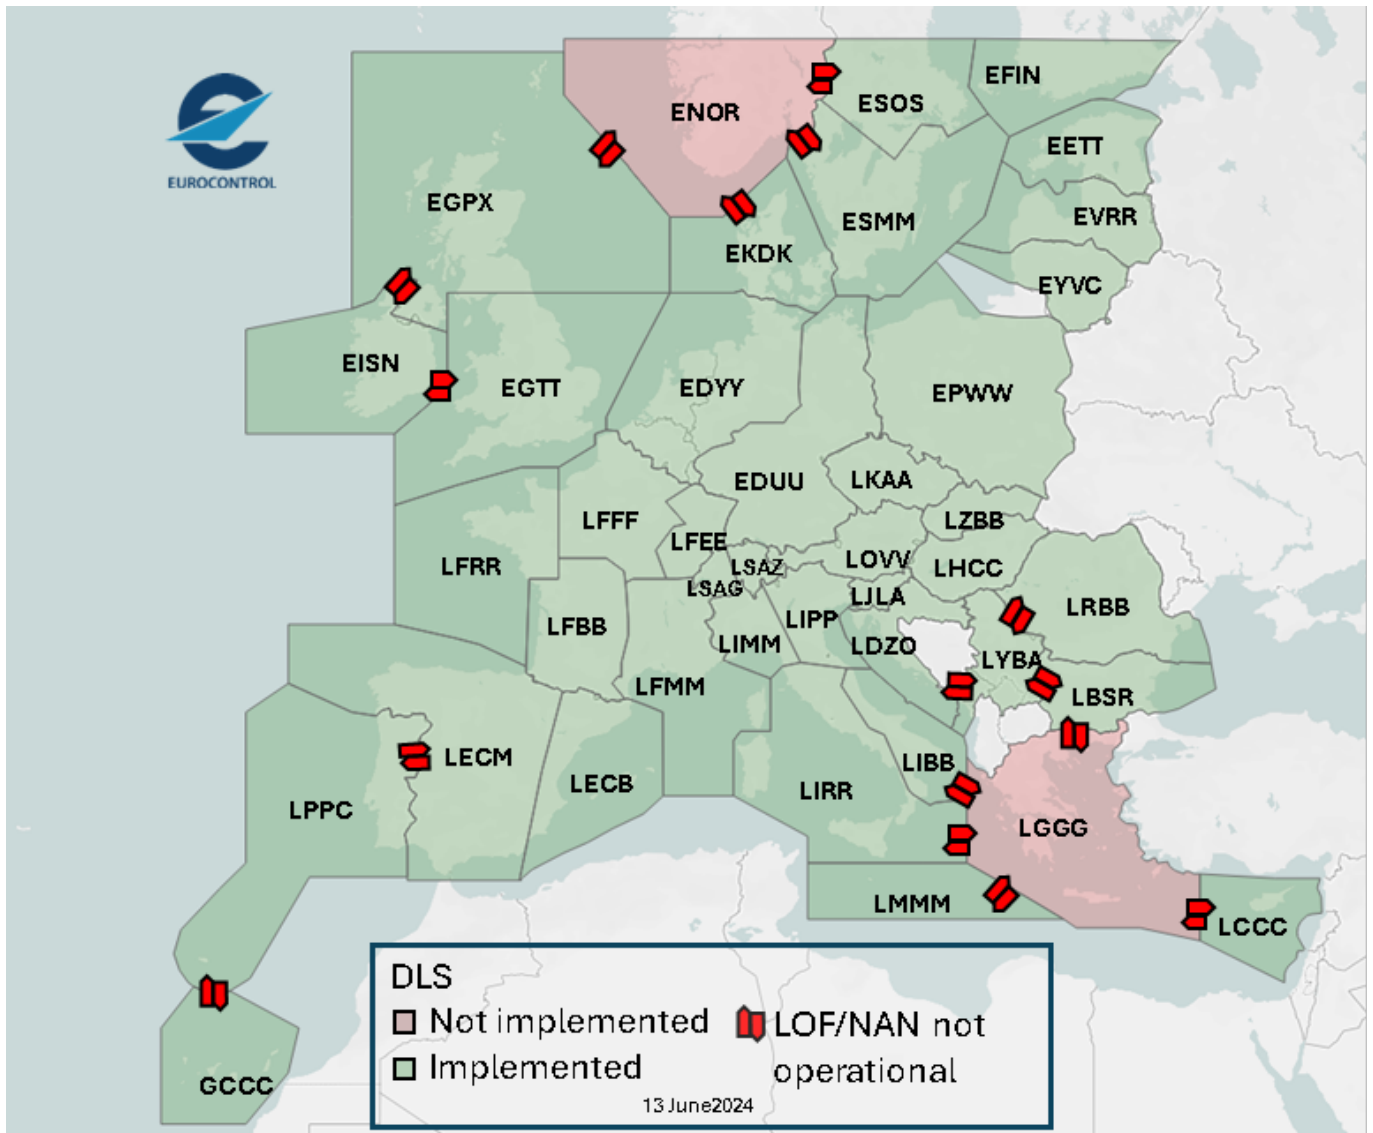 EUROCONTROL
ENOR
ESOS
EFIN
EETT
EGPX
EVRR
ESMM
EKDK
EYVC
EISN
EGTT
EDYY
EPWW
EDUU
LKAA
LFFF
LZBB
LFEE
LFRR
LSAZ
LOVV
LHCC
LSAG
LJLA
LRBB
LFBB
LIPP
LIMM
LDZO
LYBA
LFMM
LBSR
LECM
LIBB
LECB
LIRR
LPPC
LGGG
LMMM
LCCC
GCCC
DLS
Not implemented
Implemented
LOF/NAN not
operational
13 June2024